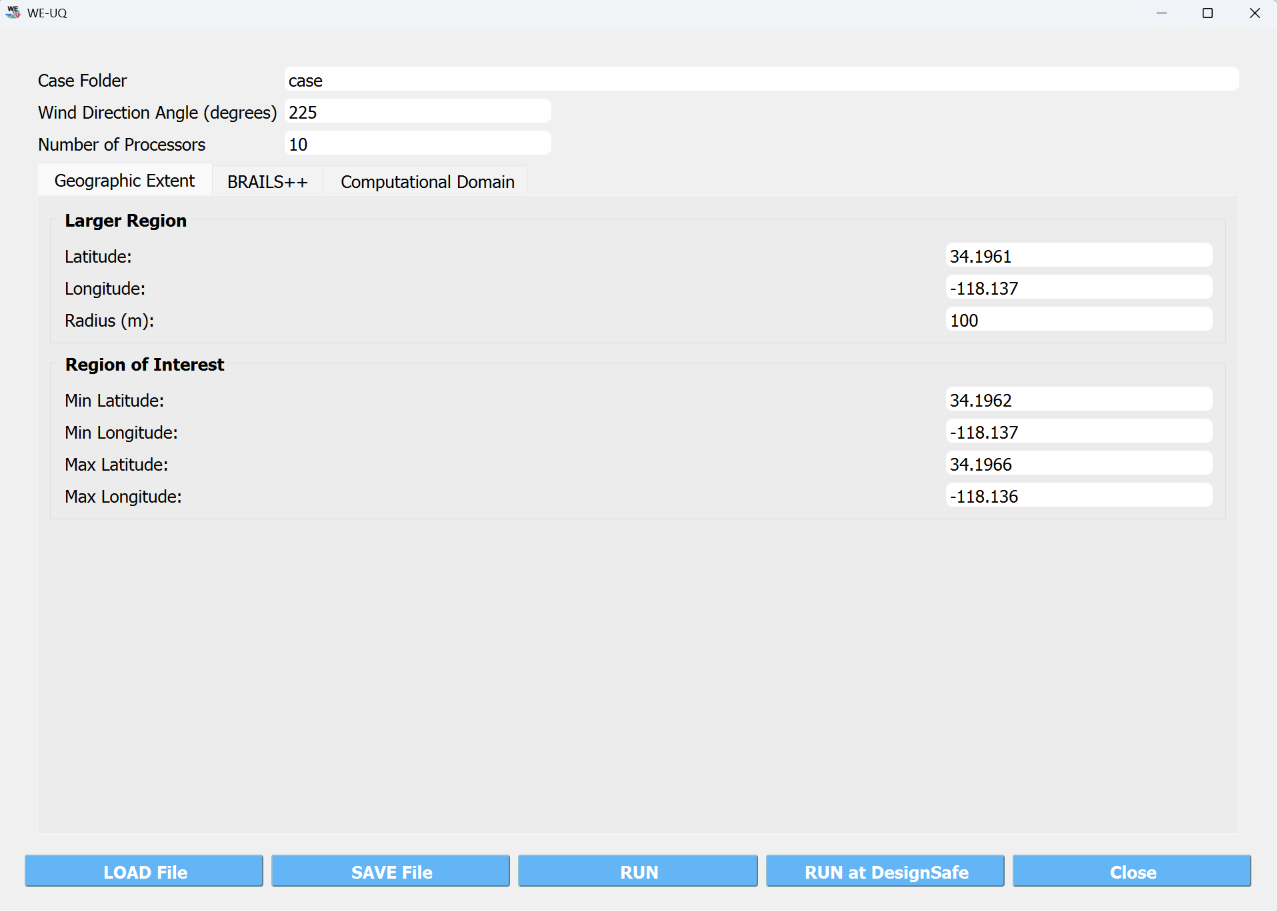 WE-UQ
Case Folder case
Wind Direction Angle (degrees) 225
Number of Processors 10
Geographic Extent BRAILS++ Computational Domain
Larger Region
Latitude: 34.1961
Longitude: -118.137
Radius (m): 100
Region of Interest
Min Latitude: 34.1962
Min Longitude: -118.137
Max Latitude: 34.1966
Max Longitude: -118.136
LOAD File SAVE File RUN RUN at DesignSafe Close